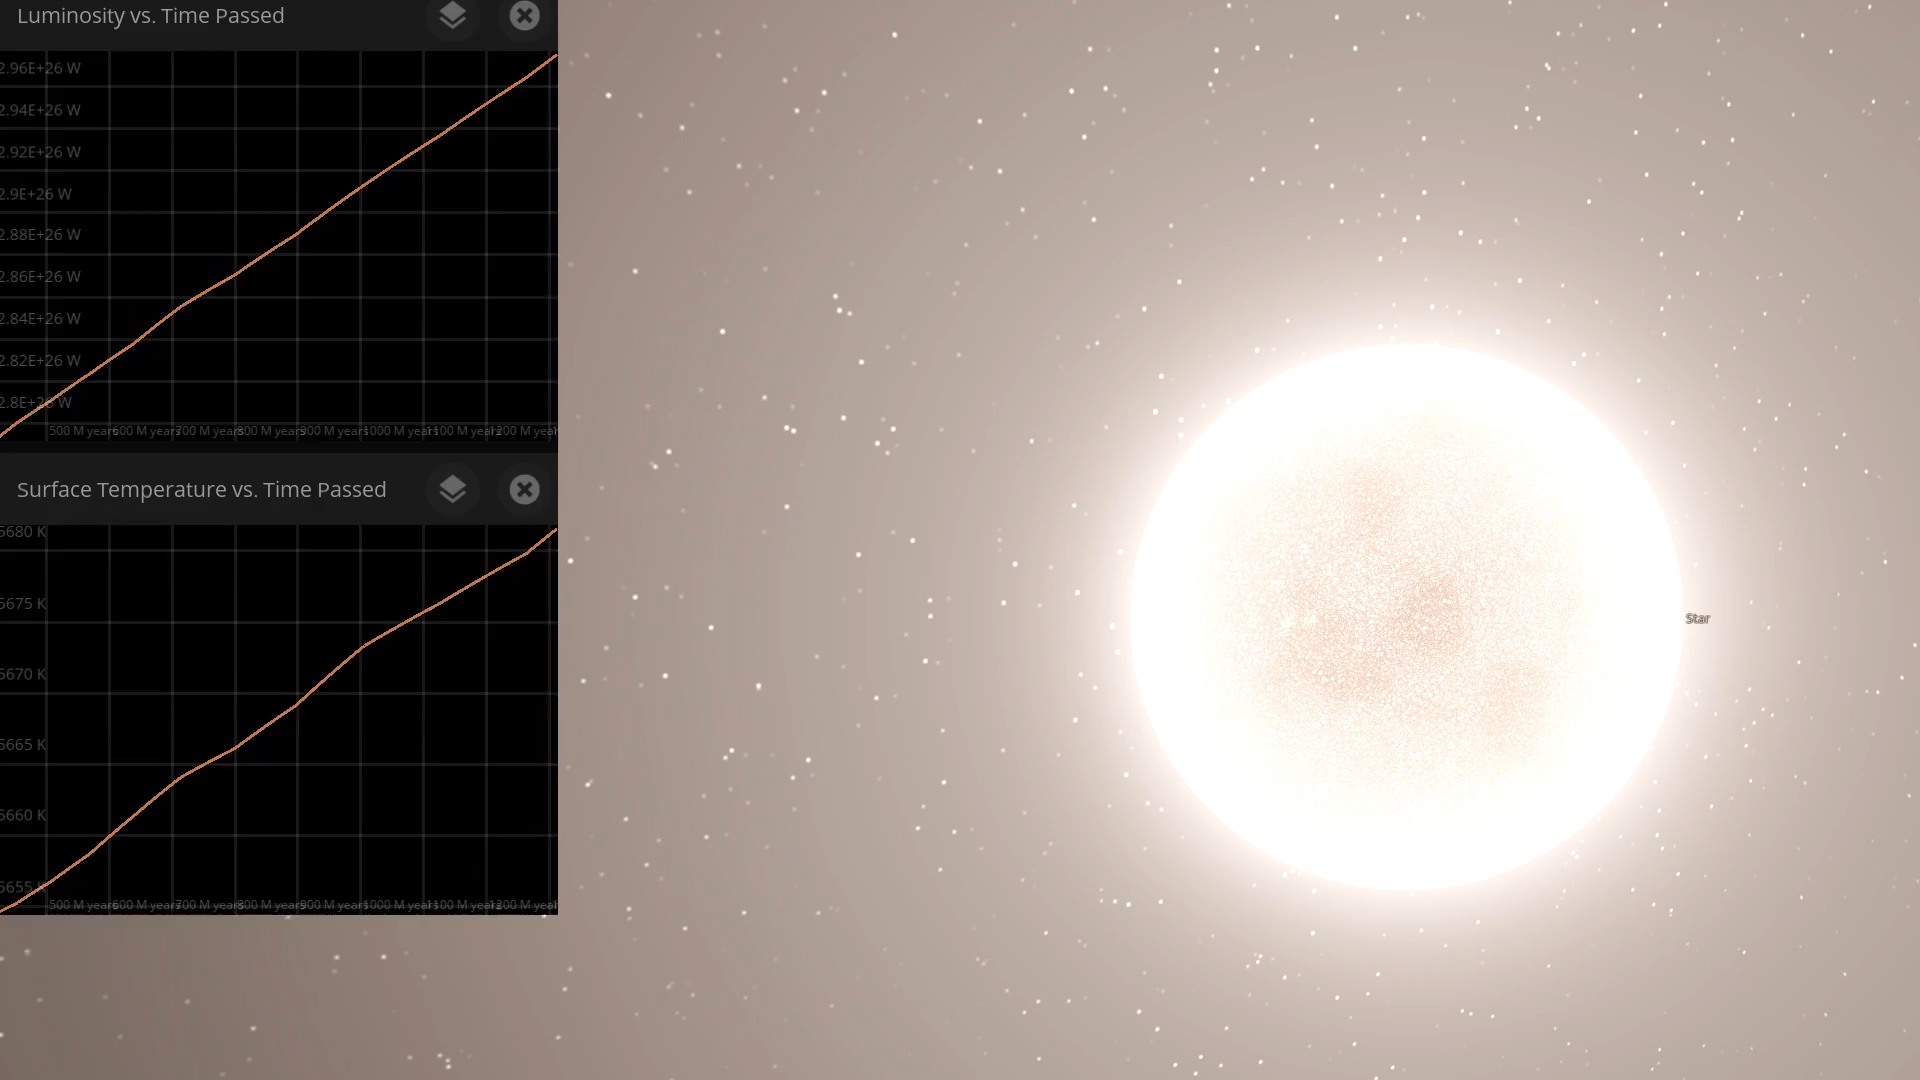 Luminosity vs. Time Passed
2.96E+26 W
2.94E+26 W
2.92E+26 W
2.9E+26 W
2.88E+26 W
2.86E+26 W
2.84E+26 W
2.82E+26 W
2.8E+26 W
500 M years 600 M years 700 M years 800 M years 900 M years 1000 M years 1100 M years 1200 M year
Surface Temperature vs. Time Passed
5680 K
5675 K
5670 K
5665 K
5660 K
5655 K
500 M years 600 M years 700 M years 800 M years 900 M years 1000 M years 1100 M years 1200 M year
Star